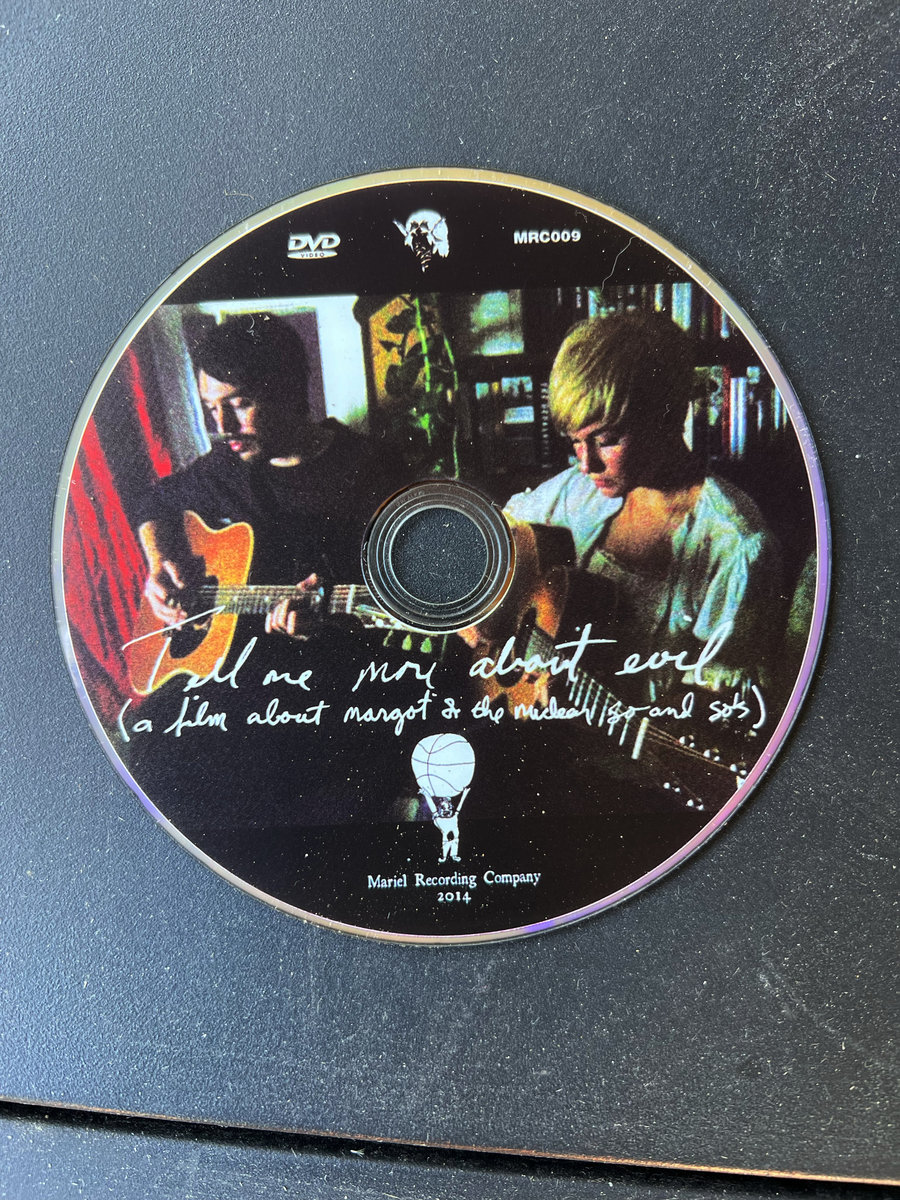 DVD
VIDEO
MRC009
Tell me more about evil
(a film about margot & the nuclear so and so's)
Mariel Recording Company
2014